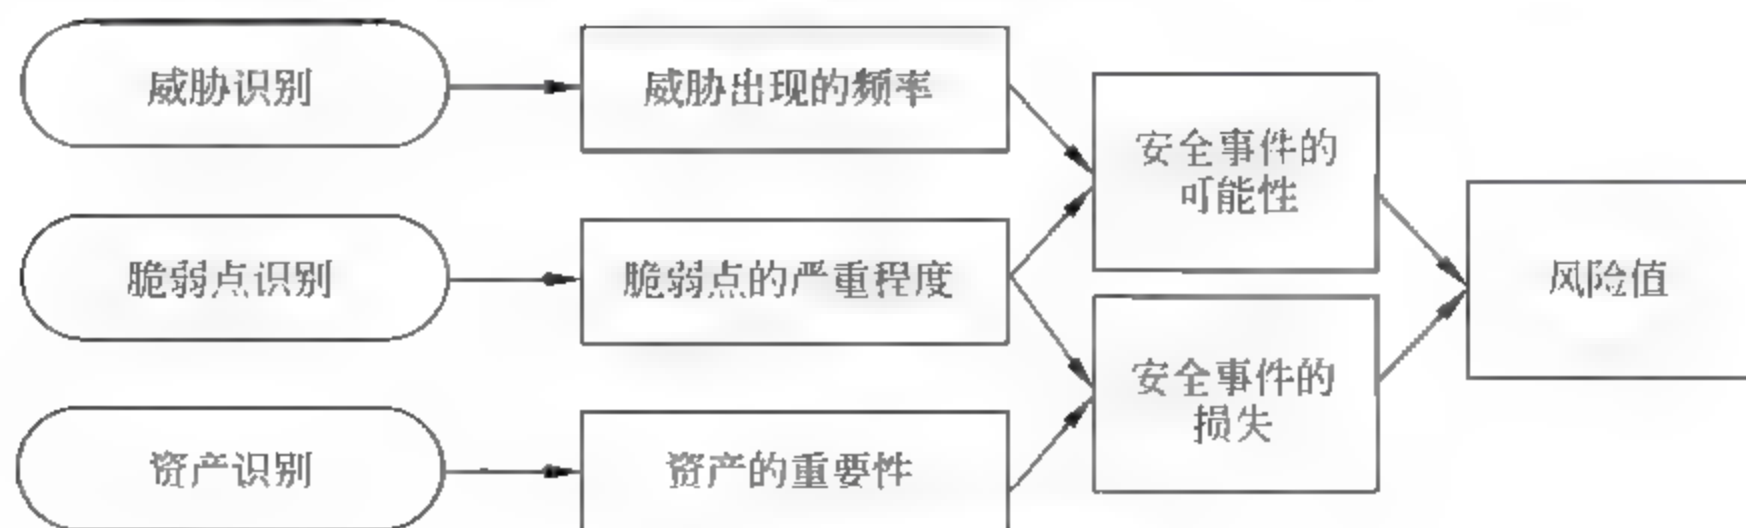 威胁识别
威胁出现的频率
安全事件的
可能性
脆弱点识别
脆弱点的严重程度
风险值
安全事件的
损失
资产识别
资产的重要性